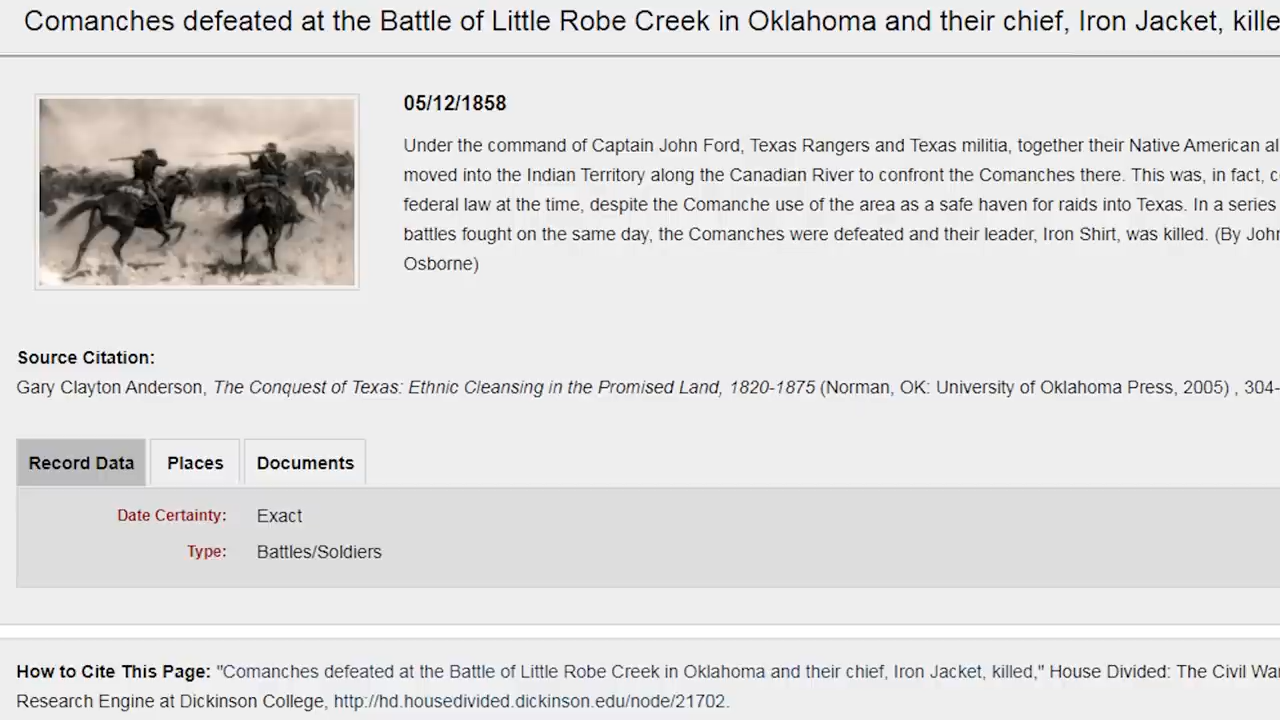 Comanches defeated at the Battle of Little Robe Creek in Oklahoma and their chief, Iron Jacket, kille
05/12/1858
Under the command of Captain John Ford, Texas Rangers and Texas militia, together their Native American al
moved into the Indian Territory along the Canadian River to confront the Comanches there. This was, in fact, c
federal law at the time, despite the Comanche use of the area as a safe haven for raids into Texas. In a series
battles fought on the same day, the Comanches were defeated and their leader, Iron Shirt, was killed. (By John
Osborne)
Source Citation:
Gary Clayton Anderson, The Conquest of Texas: Ethnic Cleansing in the Promised Land, 1820-1875 (Norman, OK: University of Oklahoma Press, 2005) , 304-
Record Data Places Documents
Date Certainty: Exact
Type: Battles/Soldiers
How to Cite This Page: "Comanches defeated at the Battle of Little Robe Creek in Oklahoma and their chief, Iron Jacket, killed," House Divided: The Civil War
Research Engine at Dickinson College, http://hd.housedivided.dickinson.edu/node/21702.